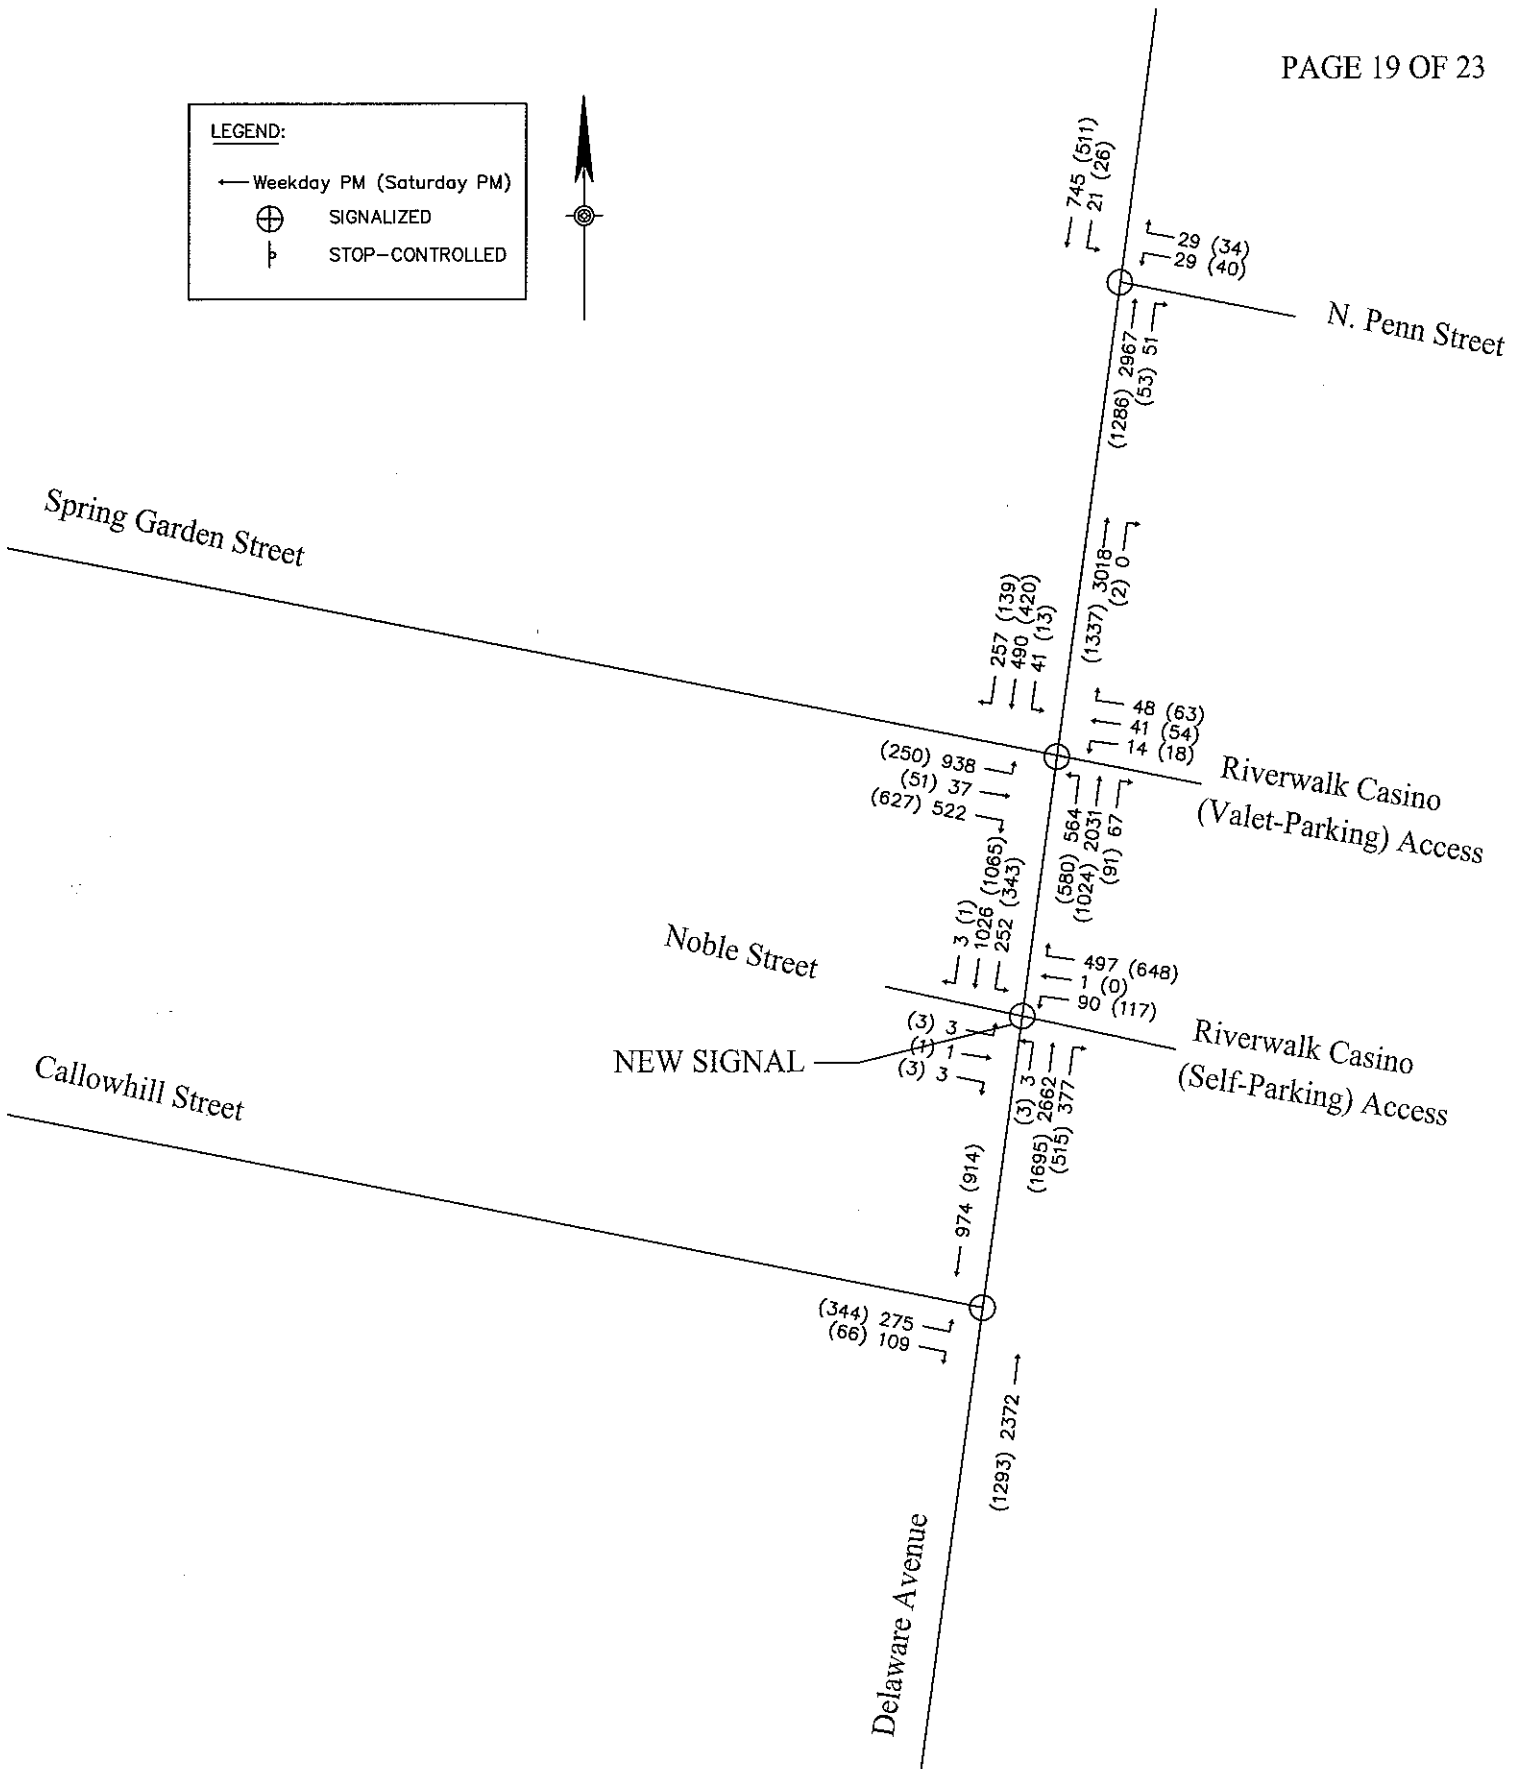 PAGE 19 OF 23
LEGEND:
Weekday PM (Saturday PM)
SIGNALIZED
STOP-CONTROLLED
745 (511)
21 (26)
29 (34)
29 (40)
N. Penn Street
(1286) 2967
(53) 51
Spring Garden Street
(1337) 3018
(2) 0
257 (139)
490 (420)
41 (13)
48 (63)
41 (54)
14 (18)
(250) 938
(51) 37
(627) 522
Riverwalk Casino
(Valet-Parking) Access
(580) 564
(1024) 2031
(91) 67
3 (1)
1026 (1065)
252 (343)
Noble Street
497 (648)
1 (0)
90 (117)
(3) 3
(1) 1
(3) 3
NEW SIGNAL
Riverwalk Casino
(Self-Parking) Access
(3) 3
(1695) 2662
(515) 377
Callowhill Street
974 (914)
(344) 275
(66) 109
(1293) 2372
Delaware Avenue